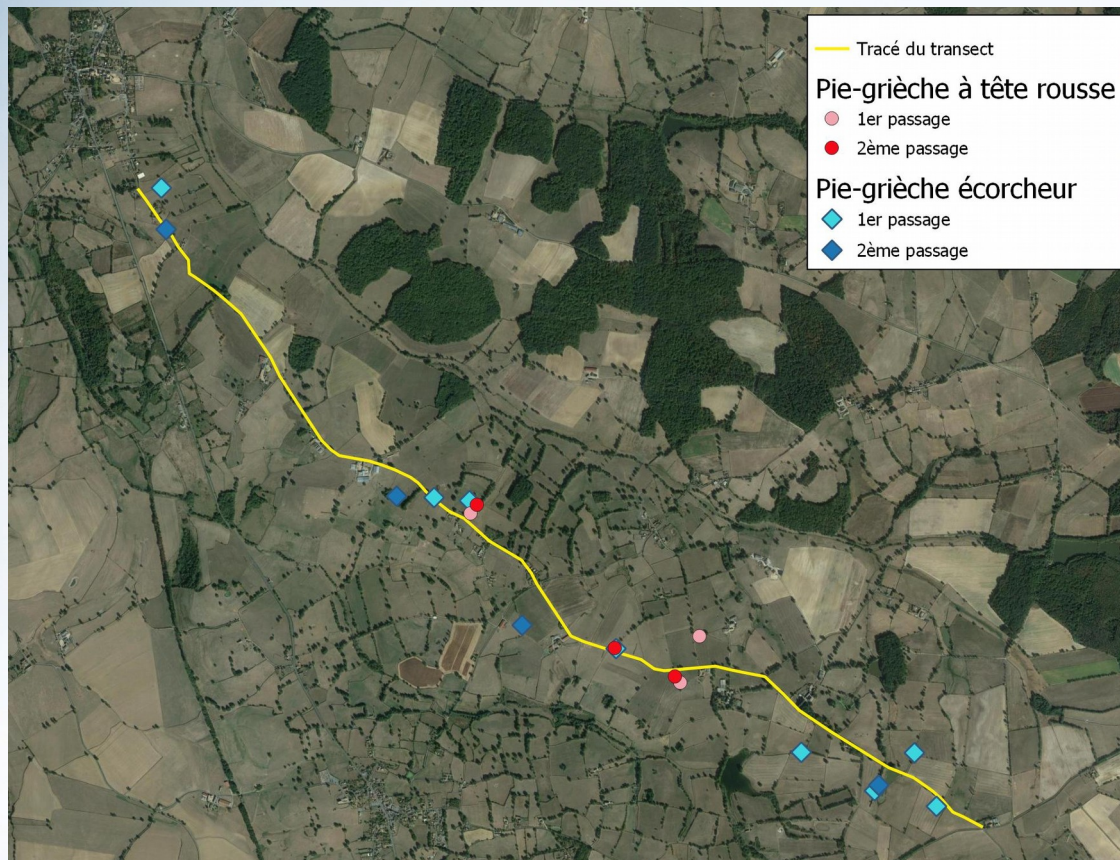 Tracé du transect
Pie-grièche à tête rousse
1er passage
2ème passage
Pie-grièche écorcheur
1er passage
2ème passage